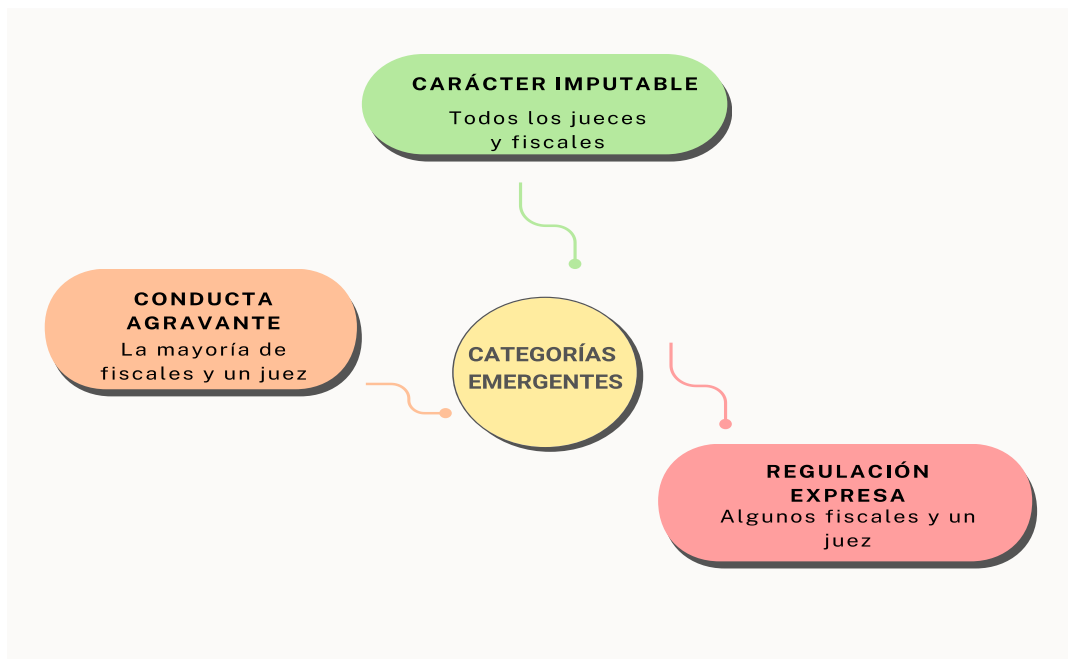 CARÁCTER IMPUTABLE
Todos los jueces
y fiscales
CONDUCTA
AGRAVANTE
La mayoría de
fiscales y un juez
CATEGORÍAS
EMERGENTES
REGULACIÓN
EXPRESA
Algunos fiscales y un
juez